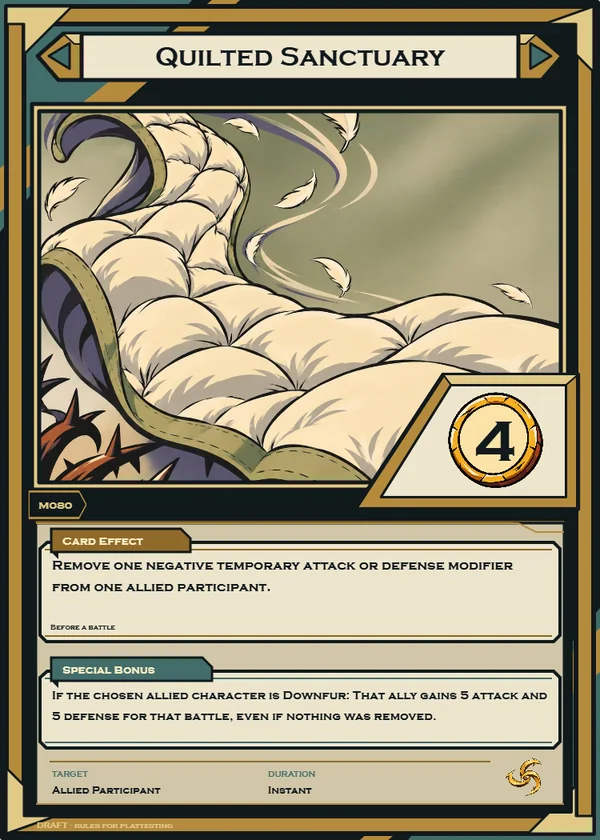 Quilted Sanctuary
4
M080
Card Effect
Remove one negative temporary attack or defense modifier
from one allied participant.
Before a battle
Special Bonus
If the chosen allied character is Downfur: That ally gains 5 attack and
5 defense for that battle, even if nothing was removed.
Target
Duration
Allied Participant
Instant
DRAFT · RULES FOR PLAYTESTING